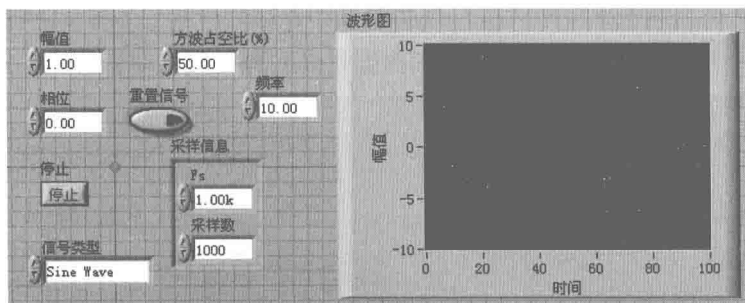 幅值
1.00
方波占空比(%)
50.00
相位
0.00
重置信号
频率
10.00
停止
停止
采样信息
Fs
1.00k
采样数
1000
信号类型
Sine Wave
波形图
幅值
10
5
0
-5
-10
0
20
40
60
80
100
时间